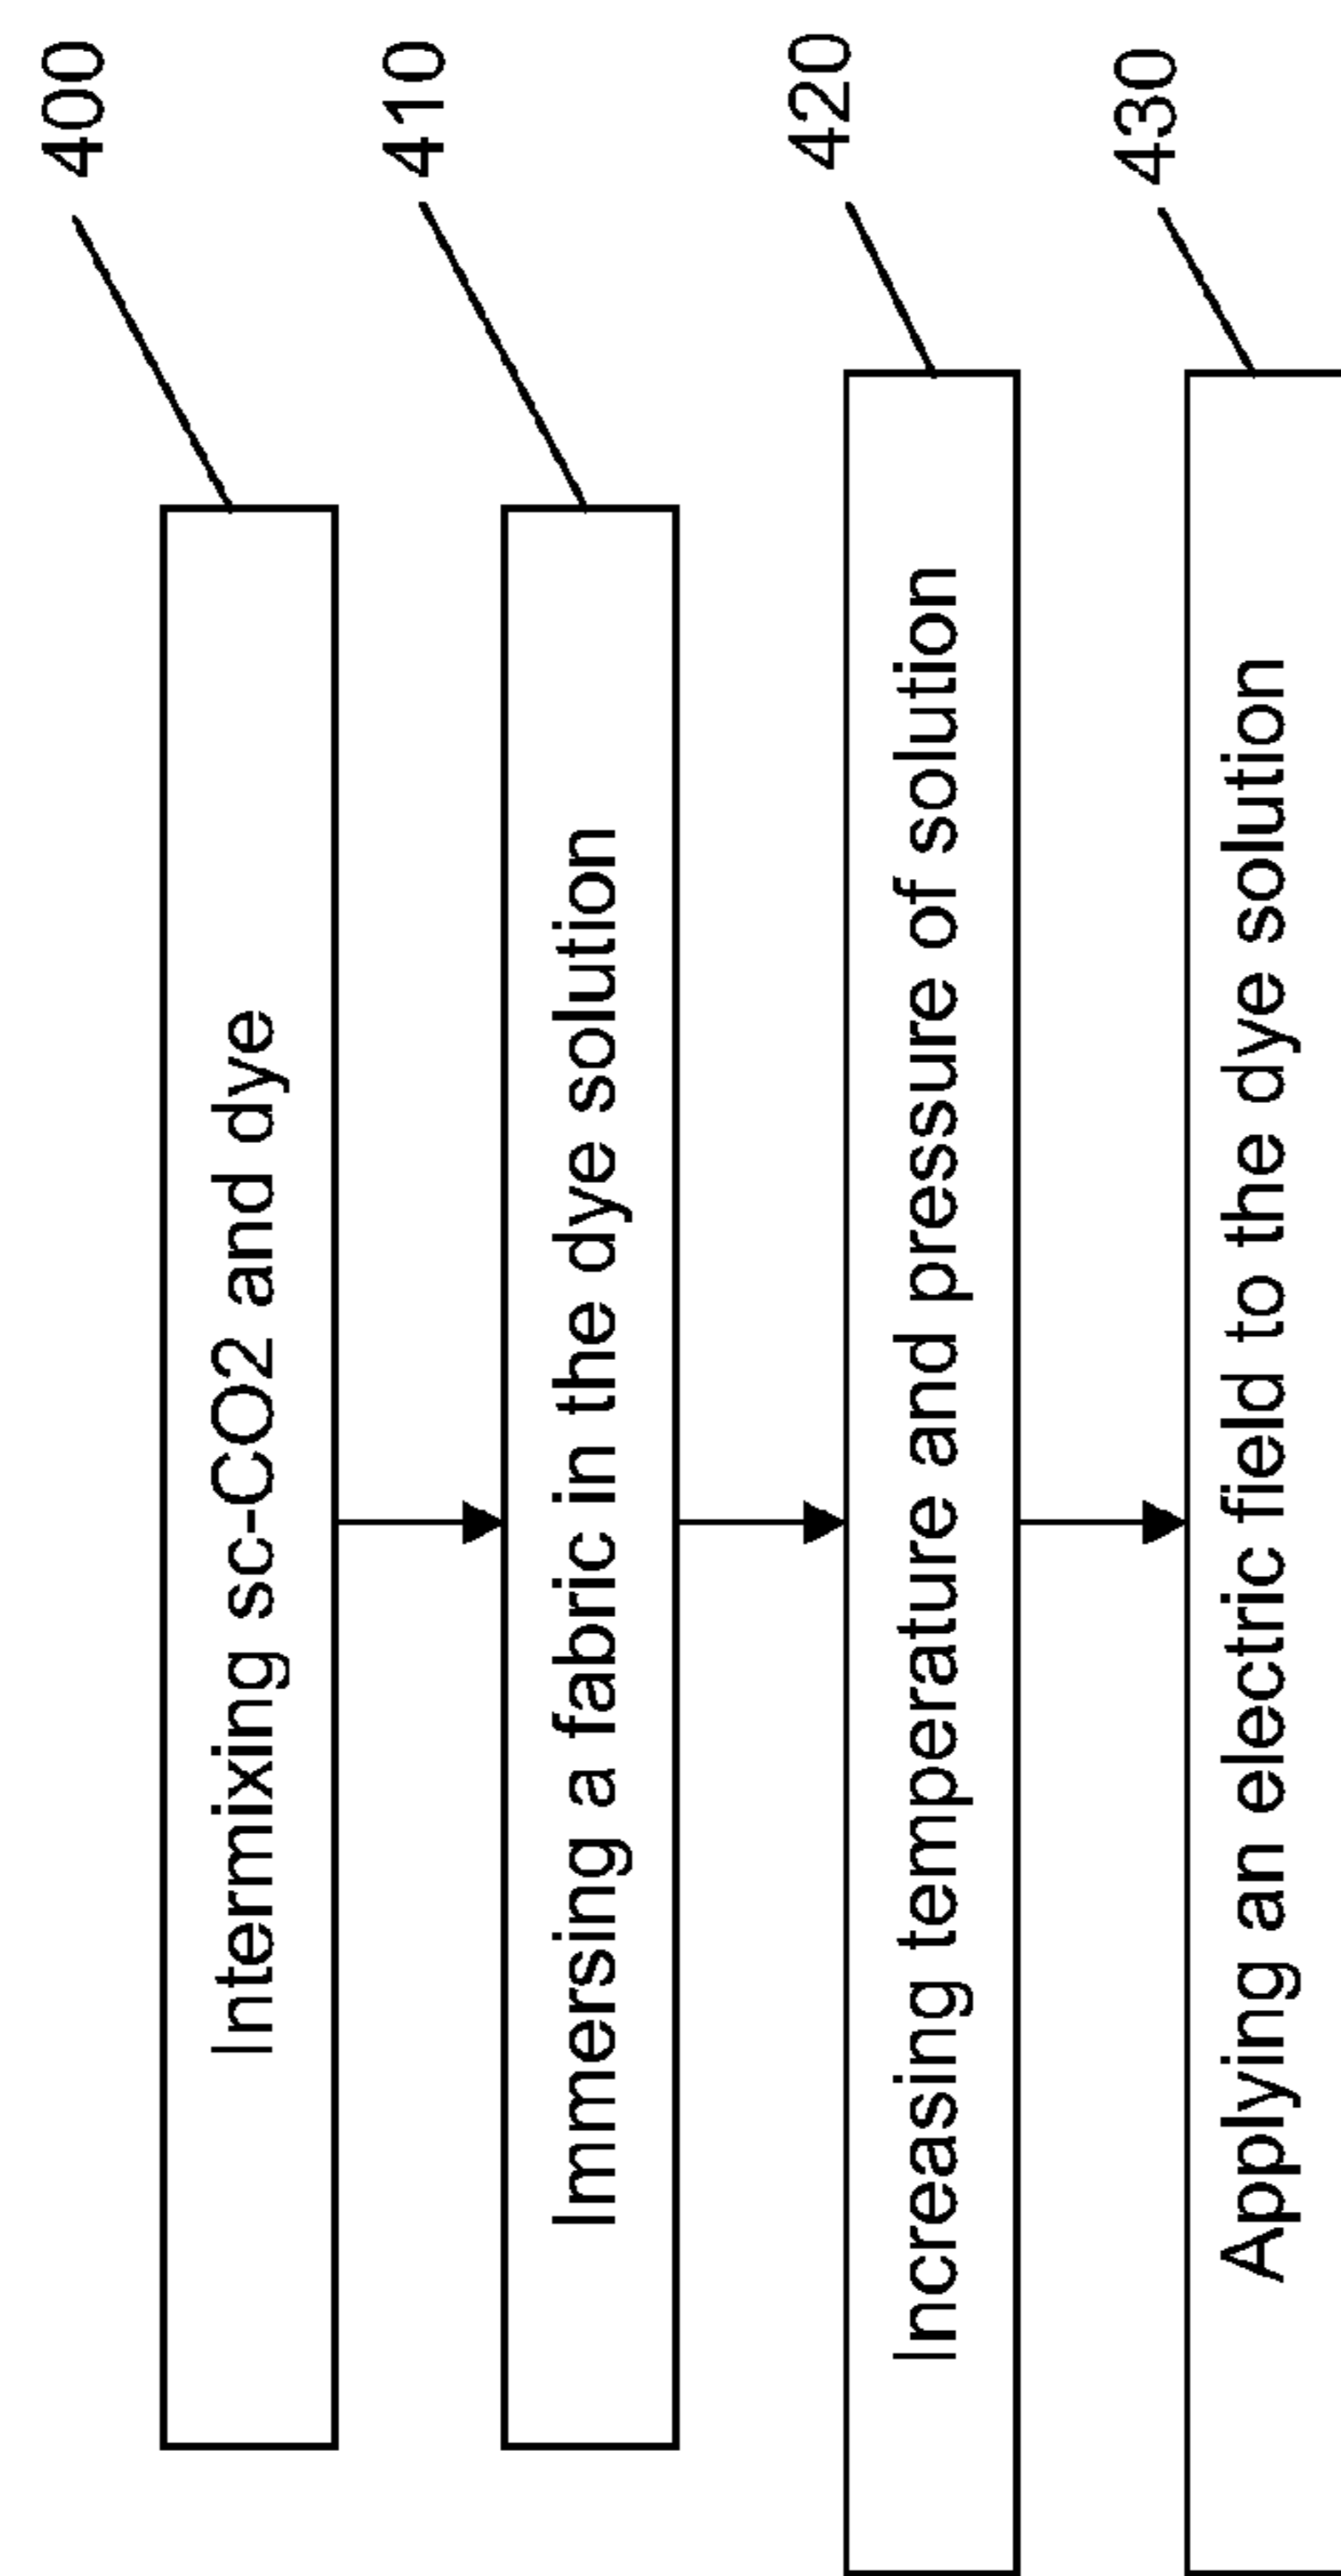 400
Intermixing sc-CO2 and dye
410
Immersing a fabric in the dye solution
420
Increasing temperature and pressure of solution
430
Applying an electric field to the dye solution